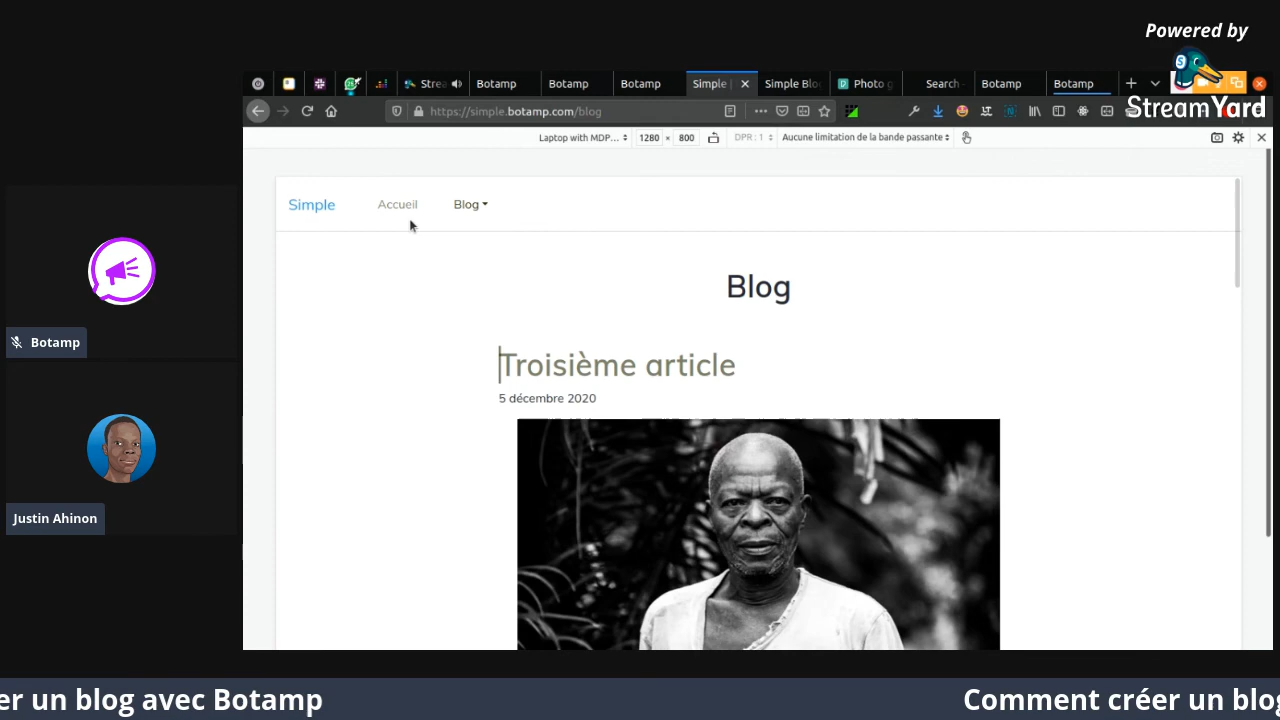 Powered by
StreamYard
Strea
Botamp
Botamp
Botamp
Simple |
Simple Blo
Photo g
Search
Botamp
Botamp
https://simple.botamp.com/blog
Laptop with MDP... 1280 × 800 DPR : 1 Aucune limitation de la bande passante
Simple Accueil Blog
Blog
Troisième article
5 décembre 2020
Botamp
Justin Ahinon
er un blog avec Botamp
Comment créer un blog